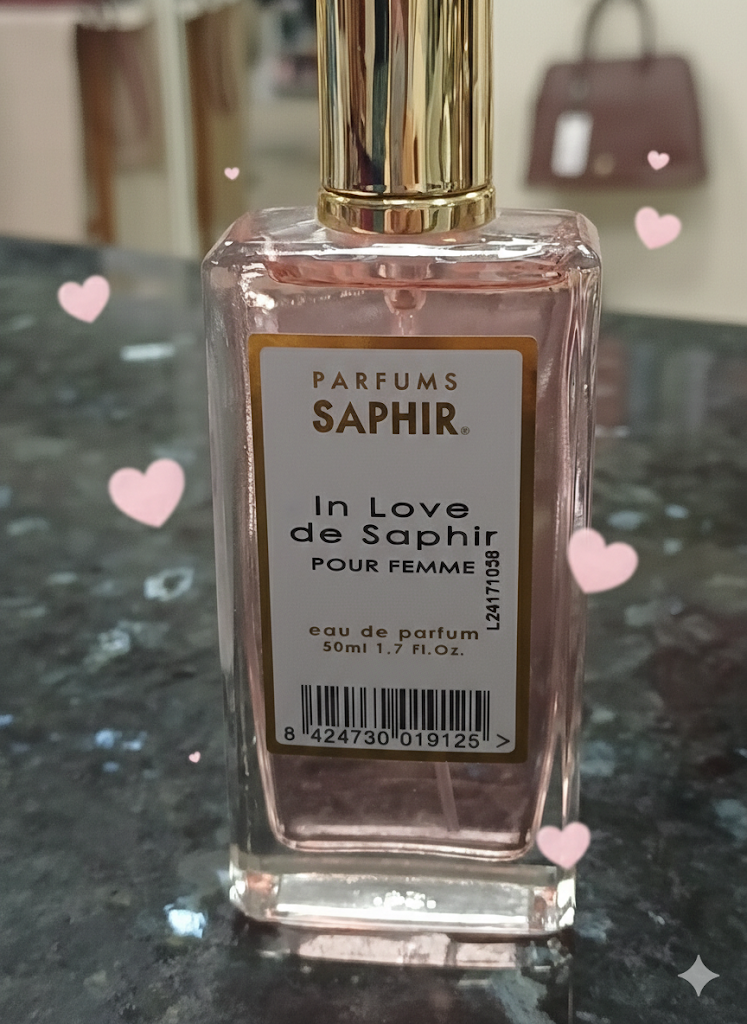 PARFUMS
SAPHIR®
In Love
de Saphir
POUR FEMME
L24171058
eau de parfum
50ml 1.7 Fl.Oz.
8 424730 019125 >